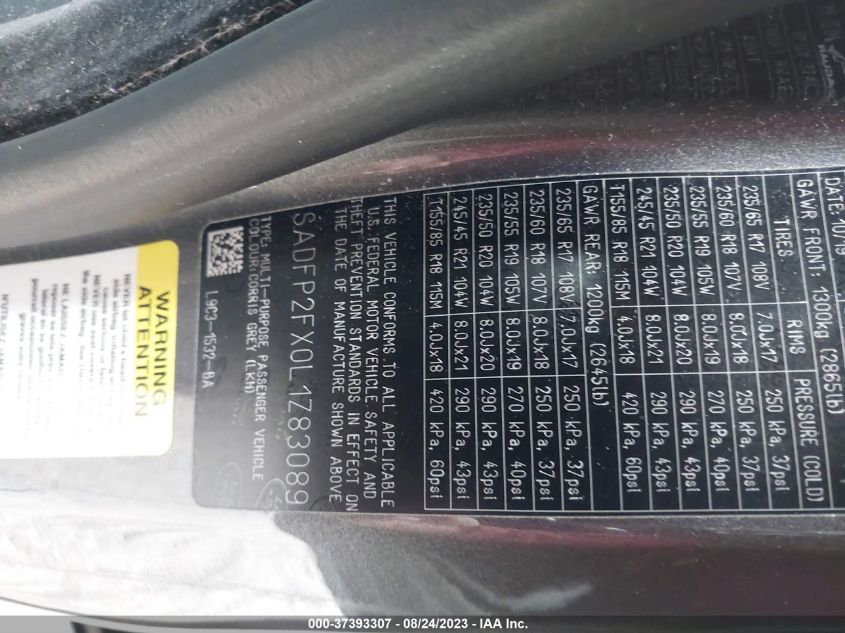 DATE: 10/19
GAWR FRONT: 1300kg (2865lb)
TIRES RIMS PRESSURE (COLD)
235/65 R17 108V 7.0Jx17 250 kPa, 37psi
235/60 R18 107V 8.0Jx18 250 kPa, 37psi
235/55 R19 105W 8.0Jx19 270 kPa, 40psi
235/50 R20 104W 8.0Jx20 290 kPa, 43psi
245/45 R21 104W 8.0Jx21 290 kPa, 43psi
T155/85 R18 115M 4.0Jx18 420 kPa, 60psi
GAWR REAR: 1200kg (2645lb)
235/65 R17 108V 7.0Jx17 250 kPa, 37psi
235/60 R18 107V 8.0Jx18 250 kPa, 37psi
235/55 R19 105W 8.0Jx19 270 kPa, 40psi
235/50 R20 104W 8.0Jx20 290 kPa, 43psi
245/45 R21 104W 8.0Jx21 290 kPa, 43psi
T155/85 R18 115M 4.0Jx18 420 kPa, 60psi
THIS VEHICLE CONFORMS TO ALL APPLICABLE
U.S. FEDERAL MOTOR VEHICLE SAFETY AND
THEFT PREVENTION STANDARDS IN EFFECT ON
THE DATE OF MANUFACTURE SHOWN ABOVE
SADFP2FX0L1Z83089
TYPE: MULTI-PURPOSE PASSENGER VEHICLE
COLOUR: CORRIS GREY (LKH)
L9C3-1532-BA
WARNING
ATTENTION
000-37393307 - 08/24/2023 - IAA Inc.